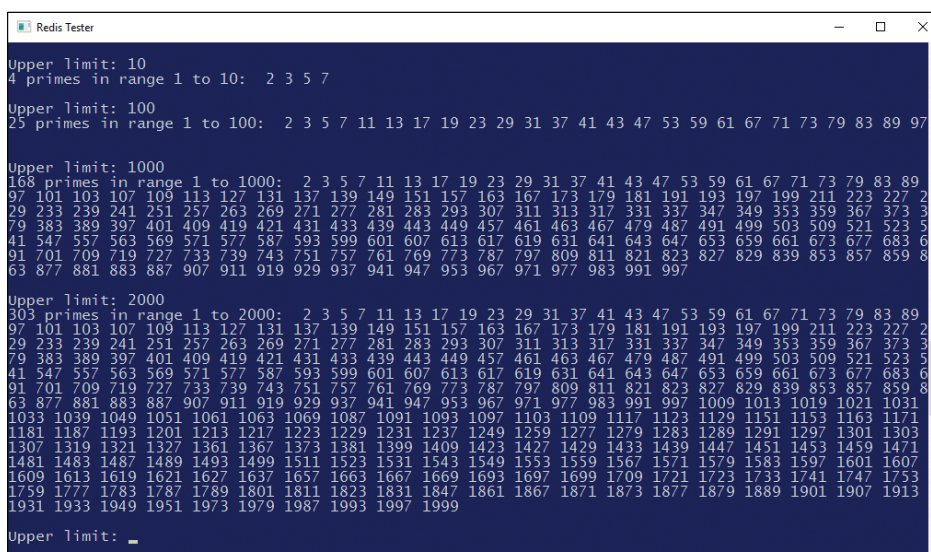 Redis Tester
Upper limit: 10
4 primes in range 1 to 10:  2 3 5 7
Upper limit: 100
25 primes in range 1 to 100:  2 3 5 7 11 13 17 19 23 29 31 37 41 43 47 53 59 61 67 71 73 79 83 89 97
Upper limit: 1000
168 primes in range 1 to 1000:  2 3 5 7 11 13 17 19 23 29 31 37 41 43 47 53 59 61 67 71 73 79 83 89
97 101 103 107 109 113 127 131 137 139 149 151 157 163 167 173 179 181 191 193 197 199 211 223 227 2
29 233 239 241 251 257 263 269 271 277 281 283 293 307 311 313 317 331 337 347 349 353 359 367 373 3
79 383 389 397 401 409 419 421 431 433 439 443 449 457 461 463 467 479 487 491 499 503 509 521 523 5
41 547 557 563 569 571 577 587 593 599 601 607 613 617 619 631 641 643 647 653 659 661 673 677 683 6
91 701 709 719 727 733 739 743 751 757 761 769 773 787 797 809 811 821 823 827 829 839 853 857 859 8
63 877 881 883 887 907 911 919 929 937 941 947 953 967 971 977 983 991 997
Upper limit: 2000
303 primes in range 1 to 2000:  2 3 5 7 11 13 17 19 23 29 31 37 41 43 47 53 59 61 67 71 73 79 83 89
97 101 103 107 109 113 127 131 137 139 149 151 157 163 167 173 179 181 191 193 197 199 211 223 227 2
29 233 239 241 251 257 263 269 271 277 281 283 293 307 311 313 317 331 337 347 349 353 359 367 373 3
79 383 389 397 401 409 419 421 431 433 439 443 449 457 461 463 467 479 487 491 499 503 509 521 523 5
41 547 557 563 569 571 577 587 593 599 601 607 613 617 619 631 641 643 647 653 659 661 673 677 683 6
91 701 709 719 727 733 739 743 751 757 761 769 773 787 797 809 811 821 823 827 829 839 853 857 859 8
63 877 881 883 887 907 911 919 929 937 941 947 953 967 971 977 983 991 997 1009 1013 1019 1021 1031
1033 1039 1049 1051 1061 1063 1069 1087 1091 1093 1097 1103 1109 1117 1123 1129 1151 1153 1163 1171
1181 1187 1193 1201 1213 1217 1223 1229 1231 1237 1249 1259 1277 1279 1283 1289 1291 1297 1301 1303
1307 1319 1321 1327 1361 1367 1373 1381 1399 1409 1423 1427 1429 1433 1439 1447 1451 1453 1459 1471
1481 1483 1487 1489 1493 1499 1511 1523 1531 1543 1549 1553 1559 1567 1571 1579 1583 1597 1601 1607
1609 1613 1619 1621 1627 1637 1657 1663 1667 1669 1693 1697 1699 1709 1721 1723 1733 1741 1747 1753
1759 1777 1783 1787 1789 1801 1811 1823 1831 1847 1861 1867 1871 1873 1877 1879 1889 1901 1907 1913
1931 1933 1949 1951 1973 1979 1987 1993 1997 1999
Upper limit: _